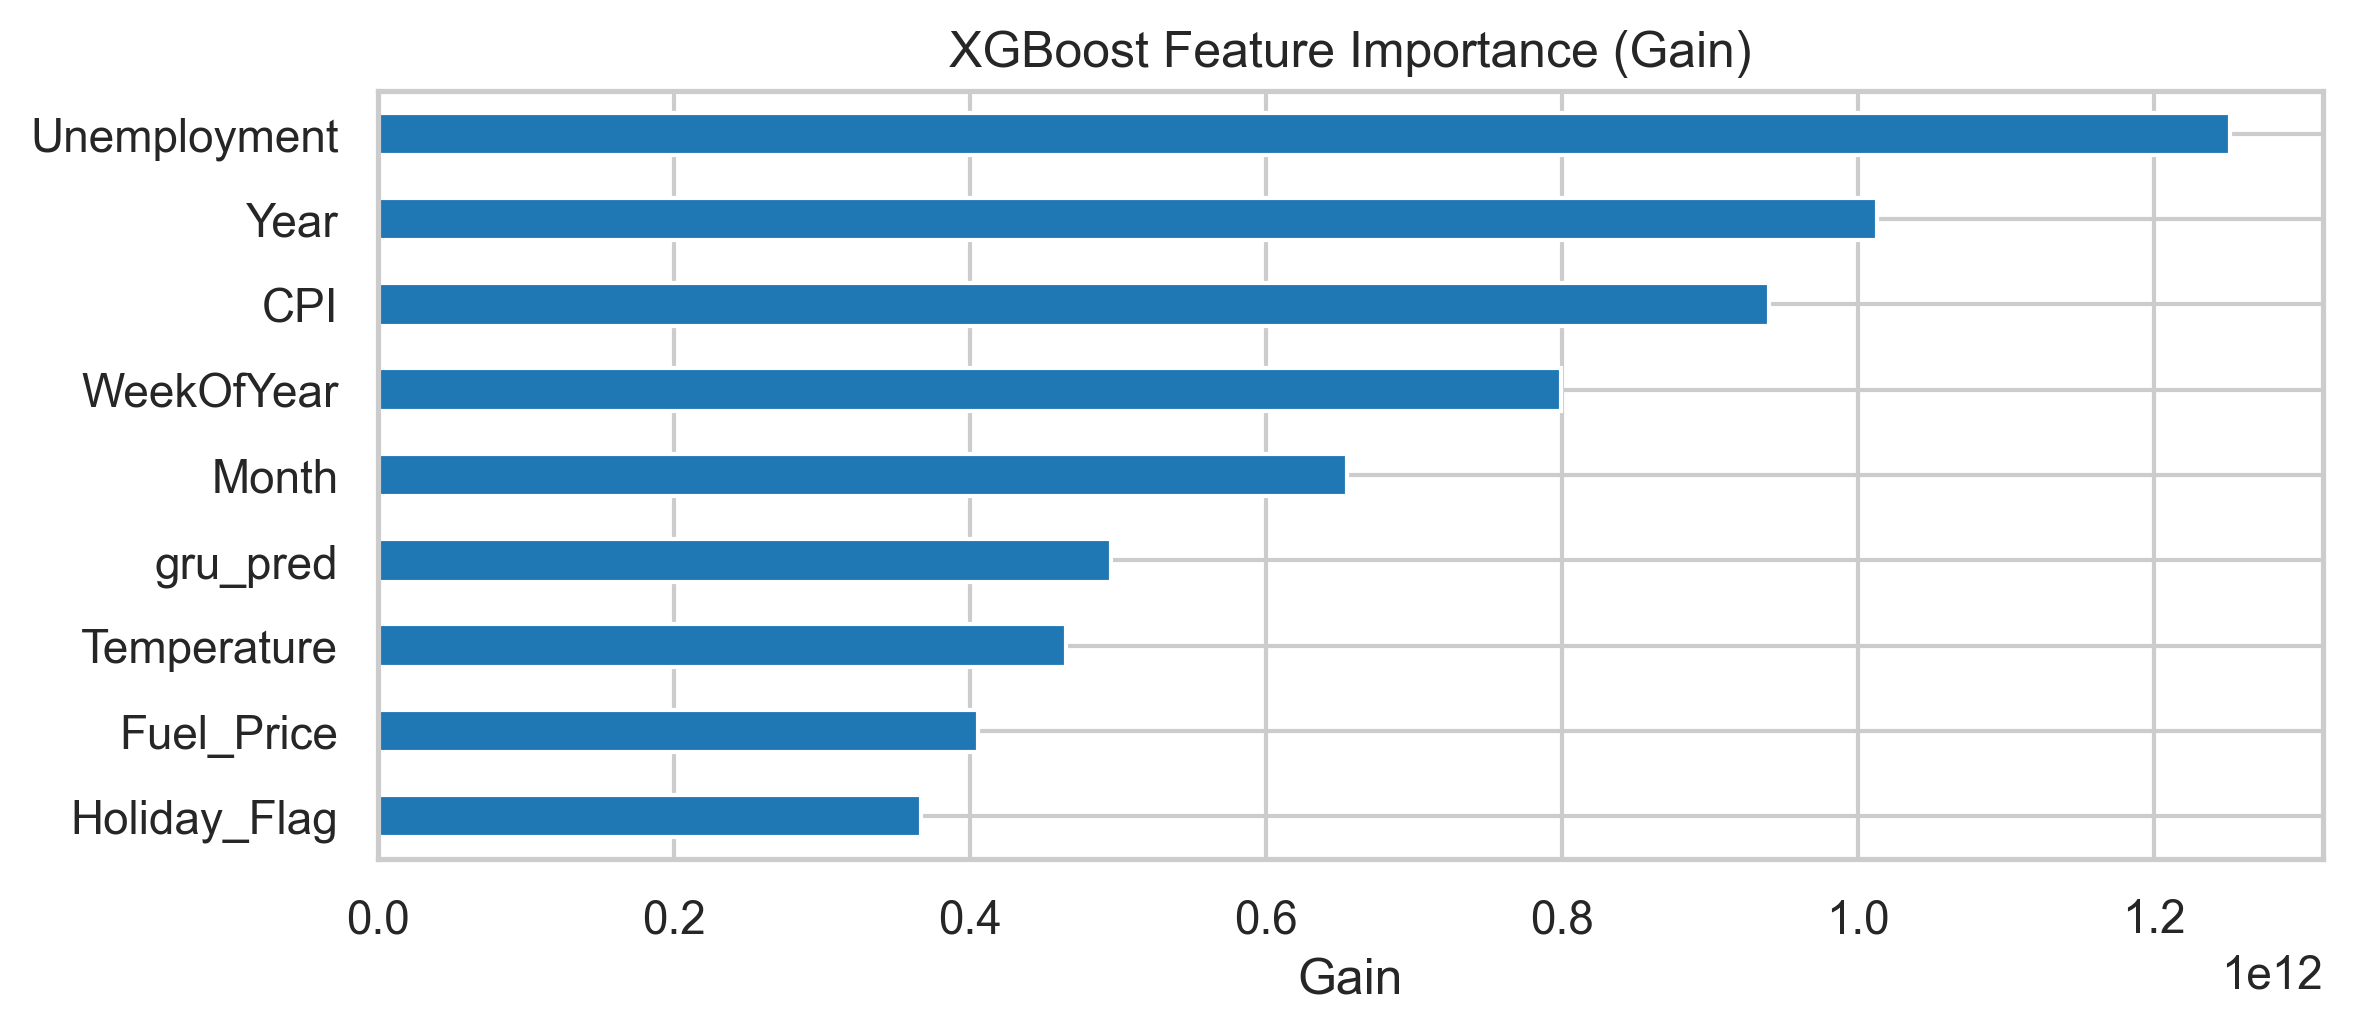 XGBoost Feature Importance (Gain)
Unemployment
Year
CPI
WeekOfYear
Month
gru_pred
Temperature
Fuel_Price
Holiday_Flag
0.0 0.2 0.4 0.6 0.8 1.0 1.2
Gain
1e12